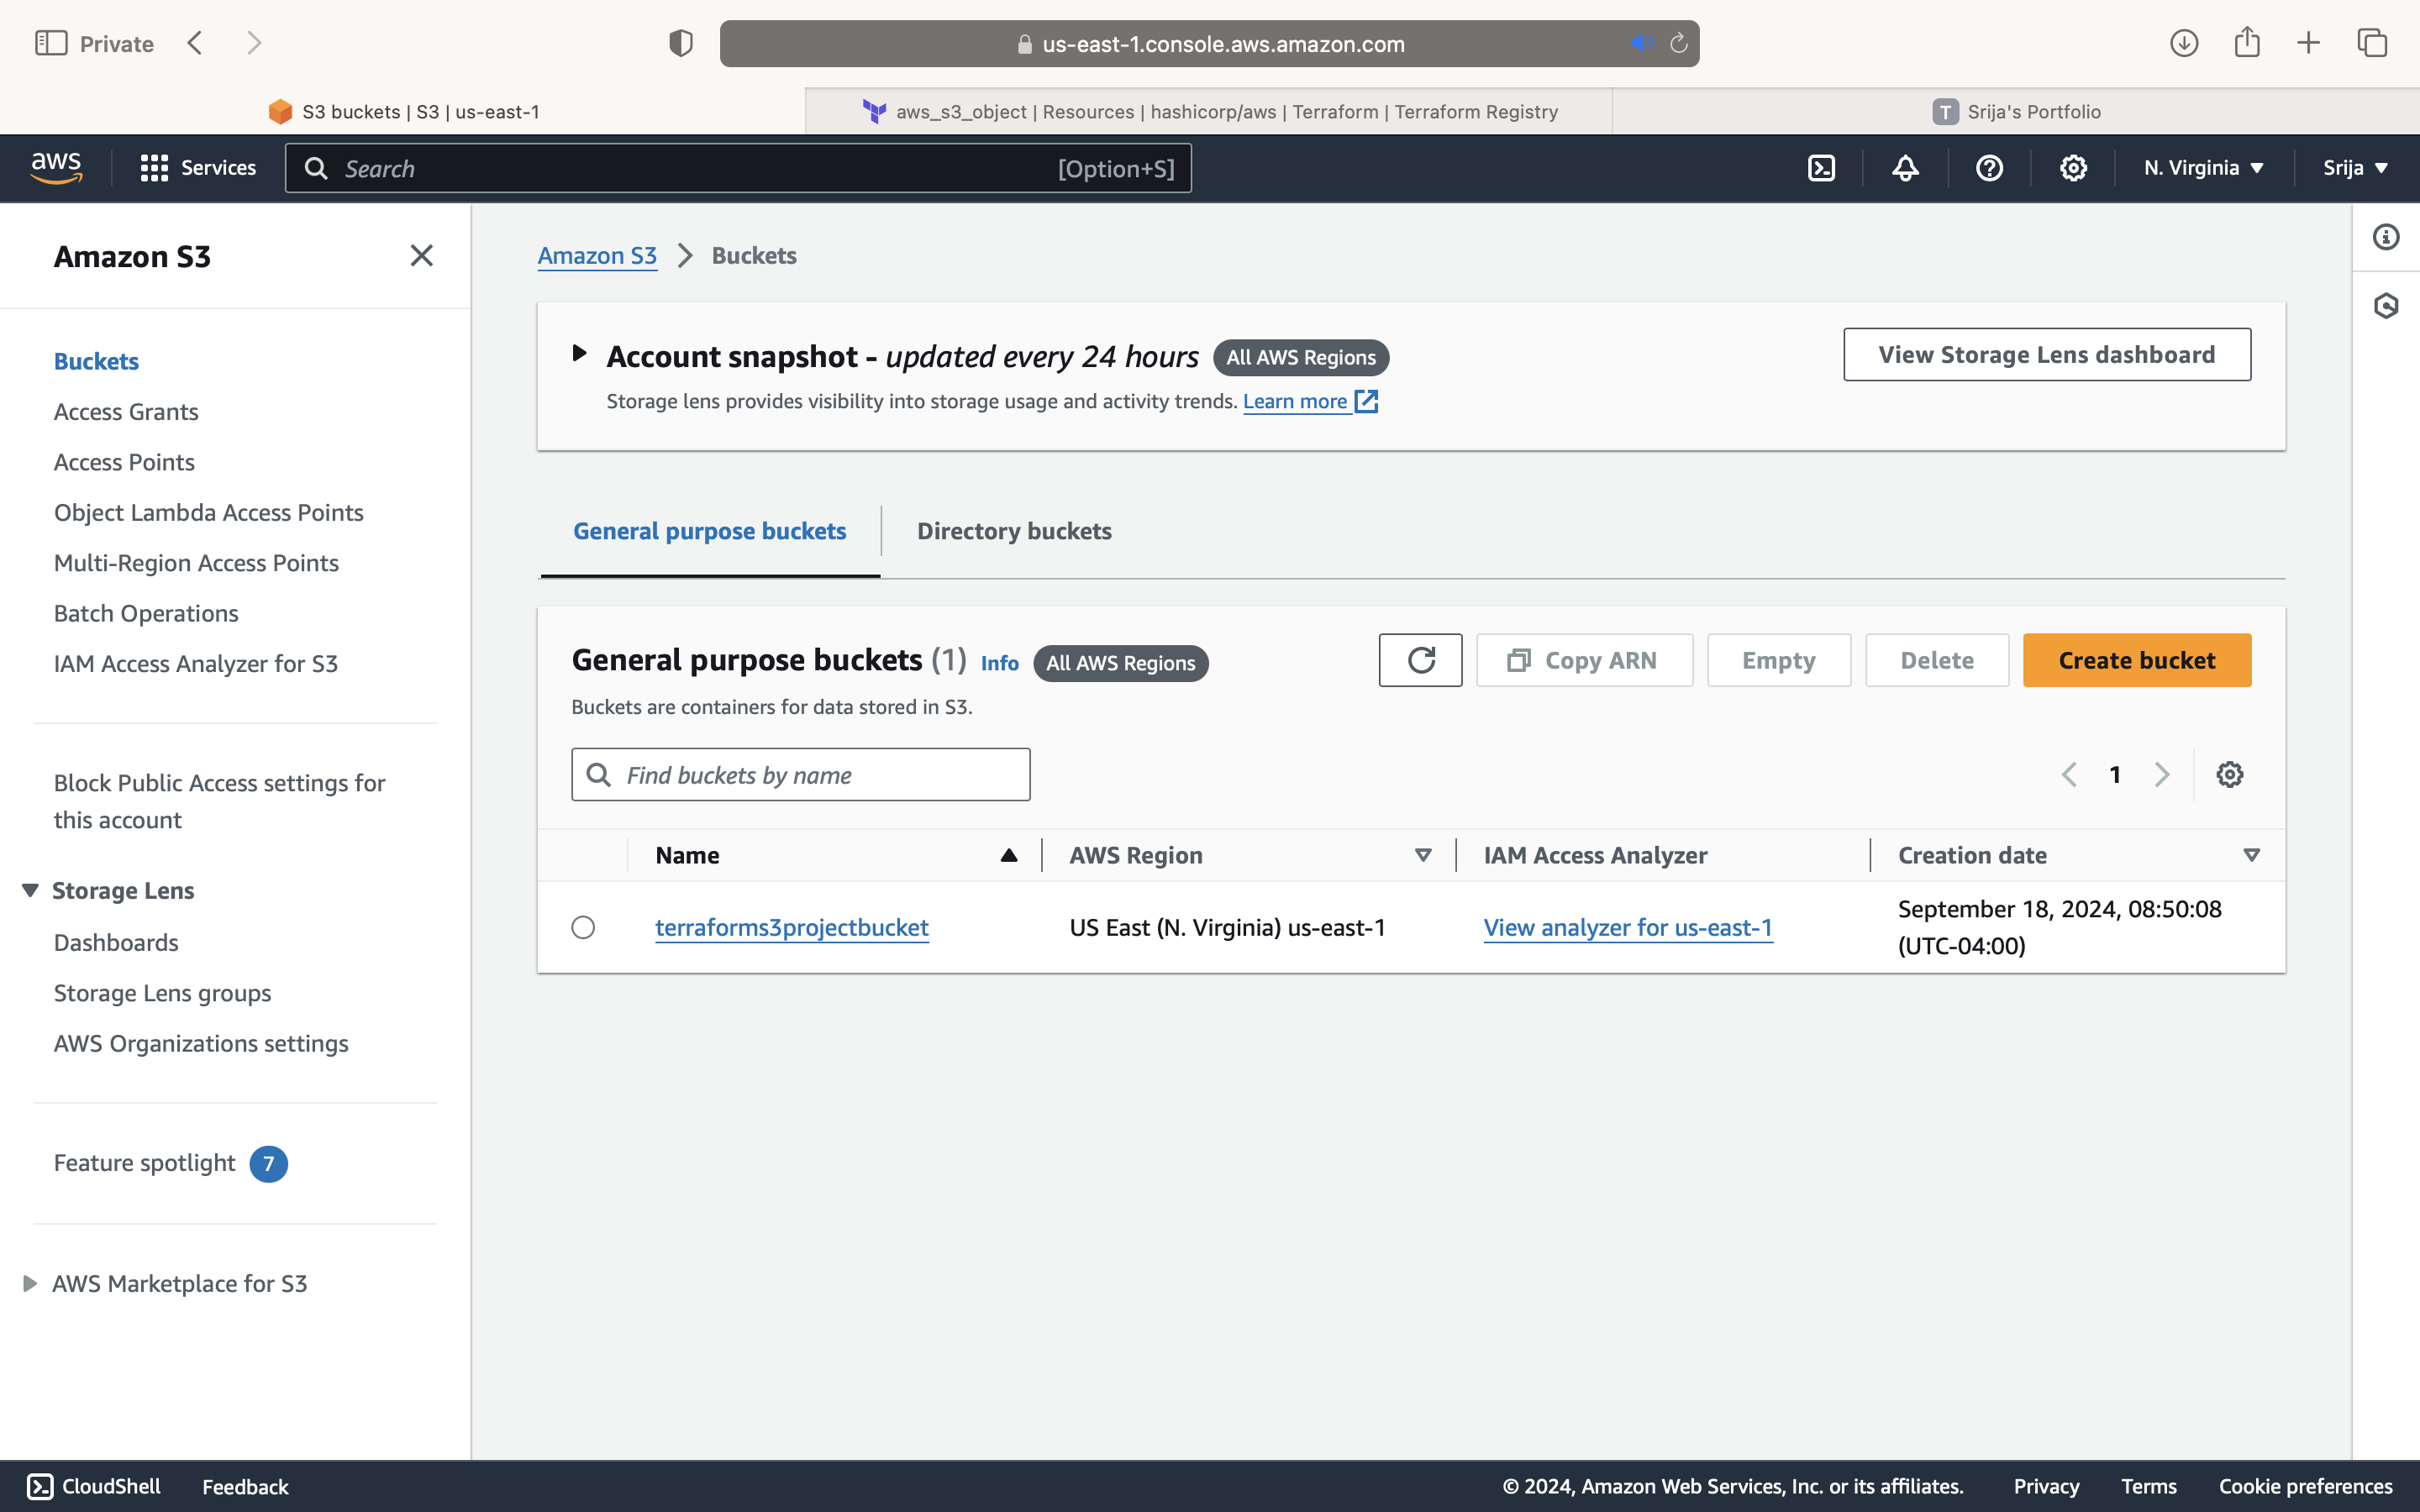 Private
us-east-1.console.aws.amazon.com
S3 buckets | S3 | us-east-1
aws_s3_object | Resources | hashicorp/aws | Terraform | Terraform Registry
T Srija's Portfolio
aws
Services
Search
[Option+S]
N. Virginia
Srija
Amazon S3
Buckets
Access Grants
Access Points
Object Lambda Access Points
Multi-Region Access Points
Batch Operations
IAM Access Analyzer for S3
Block Public Access settings for
this account
Storage Lens
Dashboards
Storage Lens groups
AWS Organizations settings
Feature spotlight 7
AWS Marketplace for S3
Amazon S3 Buckets
Account snapshot - updated every 24 hours All AWS Regions
Storage lens provides visibility into storage usage and activity trends. Learn more
View Storage Lens dashboard
General purpose buckets
Directory buckets
General purpose buckets (1) Info All AWS Regions
Buckets are containers for data stored in S3.
Copy ARN
Empty
Delete
Create bucket
Find buckets by name
1
Name AWS Region IAM Access Analyzer Creation date
terraforms3projectbucket US East (N. Virginia) us-east-1 View analyzer for us-east-1 September 18, 2024, 08:50:08
(UTC-04:00)
CloudShell Feedback © 2024, Amazon Web Services, Inc. or its affiliates. Privacy Terms Cookie preferences